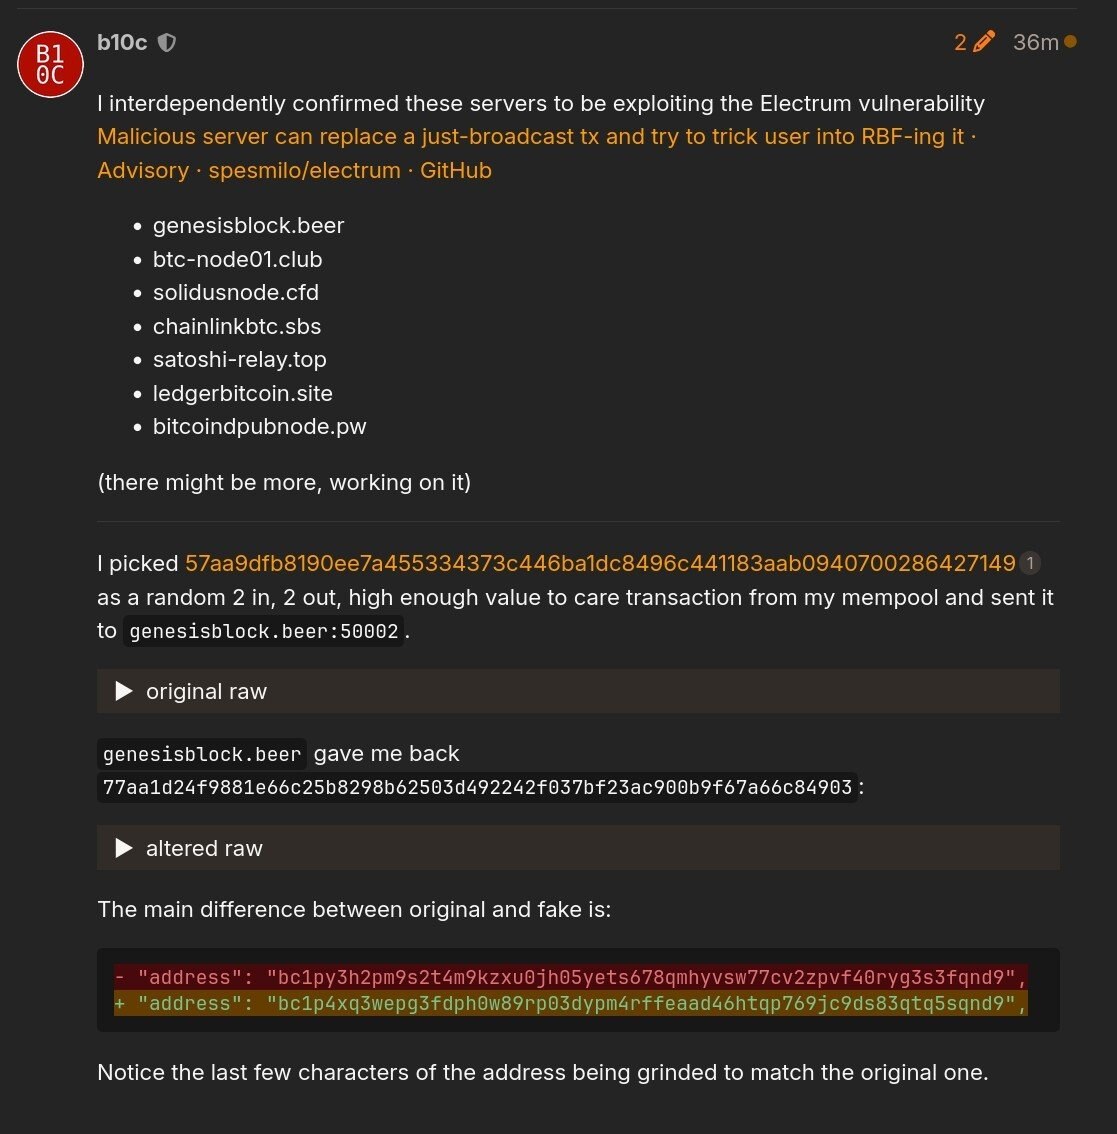 B1
0C
b10c
2
36m
I interdependently confirmed these servers to be exploiting the Electrum vulnerability
Malicious server can replace a just-broadcast tx and try to trick user into RBF-ing it ·
Advisory · spesmilo/electrum · GitHub
• genesisblock.beer
• btc-node01.club
• solidusnode.cfd
• chainlinkbtc.sbs
• satoshi-relay.top
• ledgerbitcoin.site
• bitcoindpubnode.pw
(there might be more, working on it)
I picked 57aa9dfb8190ee7a455334373c446ba1dc8496c441183aab0940700286427149 1
as a random 2 in, 2 out, high enough value to care transaction from my mempool and sent it
to genesisblock.beer:50002.
▶ original raw
genesisblock.beer gave me back
77aa1d24f9881e66c25b8298b62503d492242f037bf23ac900b9f67a66c84903:
▶ altered raw
The main difference between original and fake is:
- "address": "bc1py3h2pm9s2t4m9kzxu0jh05yets678qmhyvsw77cv2zpvf40ryg3s3fqnd9",
+ "address": "bc1p4xq3wepg3fdph0w89rp03dypm4rffeaad46htqp769jc9ds83qtq5sqnd9",
Notice the last few characters of the address being grinded to match the original one.